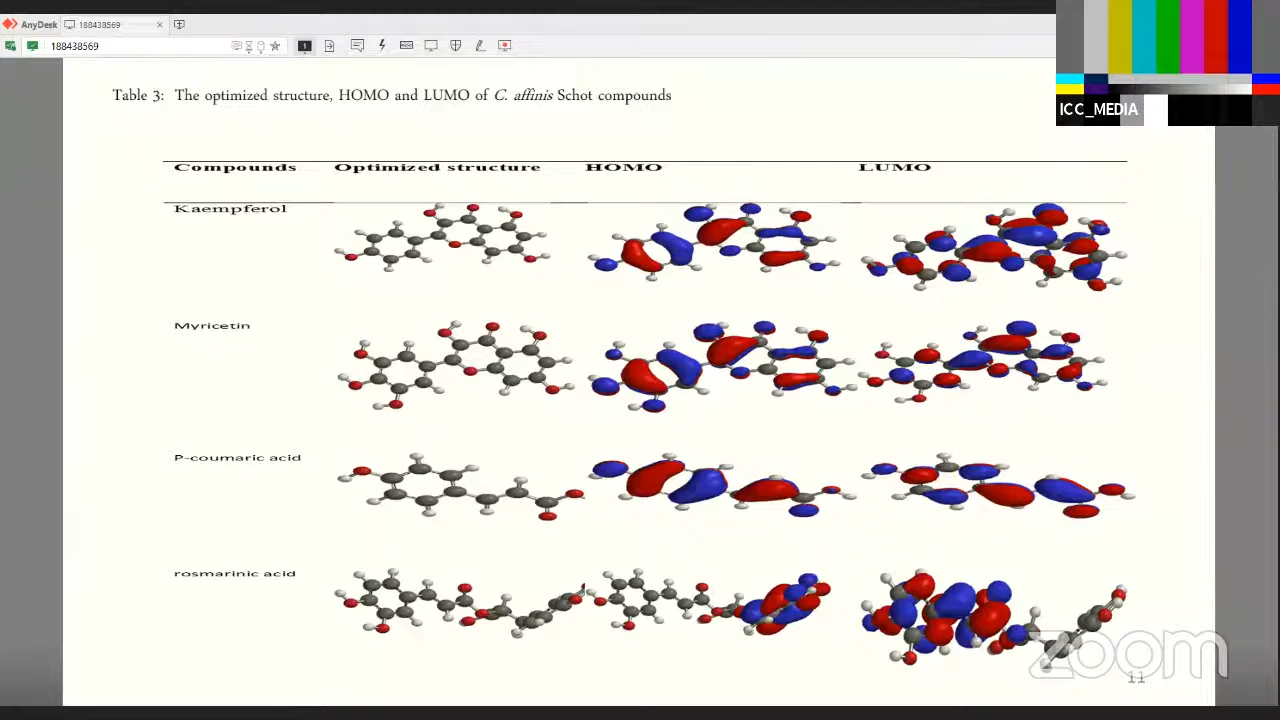 AnyDesk
188438569
188438569
ICC_MEDIA
Table 3: The optimized structure, HOMO and LUMO of C. affinis Schot compounds
Compounds Optimized structure HOMO LUMO
Kaempferol
Myricetin
P-coumaric acid
rosmarinic acid
zoom
11